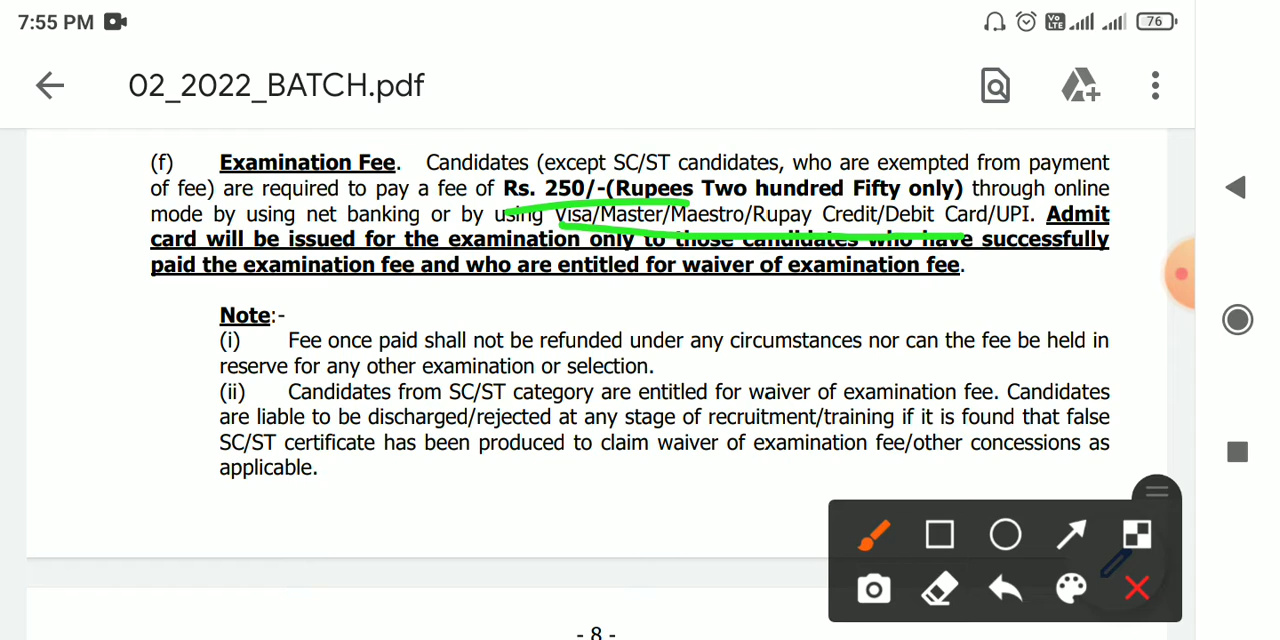 7:55 PM
Vo LTE
76
02_2022_BATCH.pdf
(f) Examination Fee. Candidates (except SC/ST candidates, who are exempted from payment
of fee) are required to pay a fee of Rs. 250/-(Rupees Two hundred Fifty only) through online
mode by using net banking or by using Visa/Master/Maestro/Rupay Credit/Debit Card/UPI. Admit
card will be issued for the examination only to those candidates who have successfully
paid the examination fee and who are entitled for waiver of examination fee.
Note:-
(i) Fee once paid shall not be refunded under any circumstances nor can the fee be held in
reserve for any other examination or selection.
(ii) Candidates from SC/ST category are entitled for waiver of examination fee. Candidates
are liable to be discharged/rejected at any stage of recruitment/training if it is found that false
SC/ST certificate has been produced to claim waiver of examination fee/other concessions as
applicable.
- 8 -